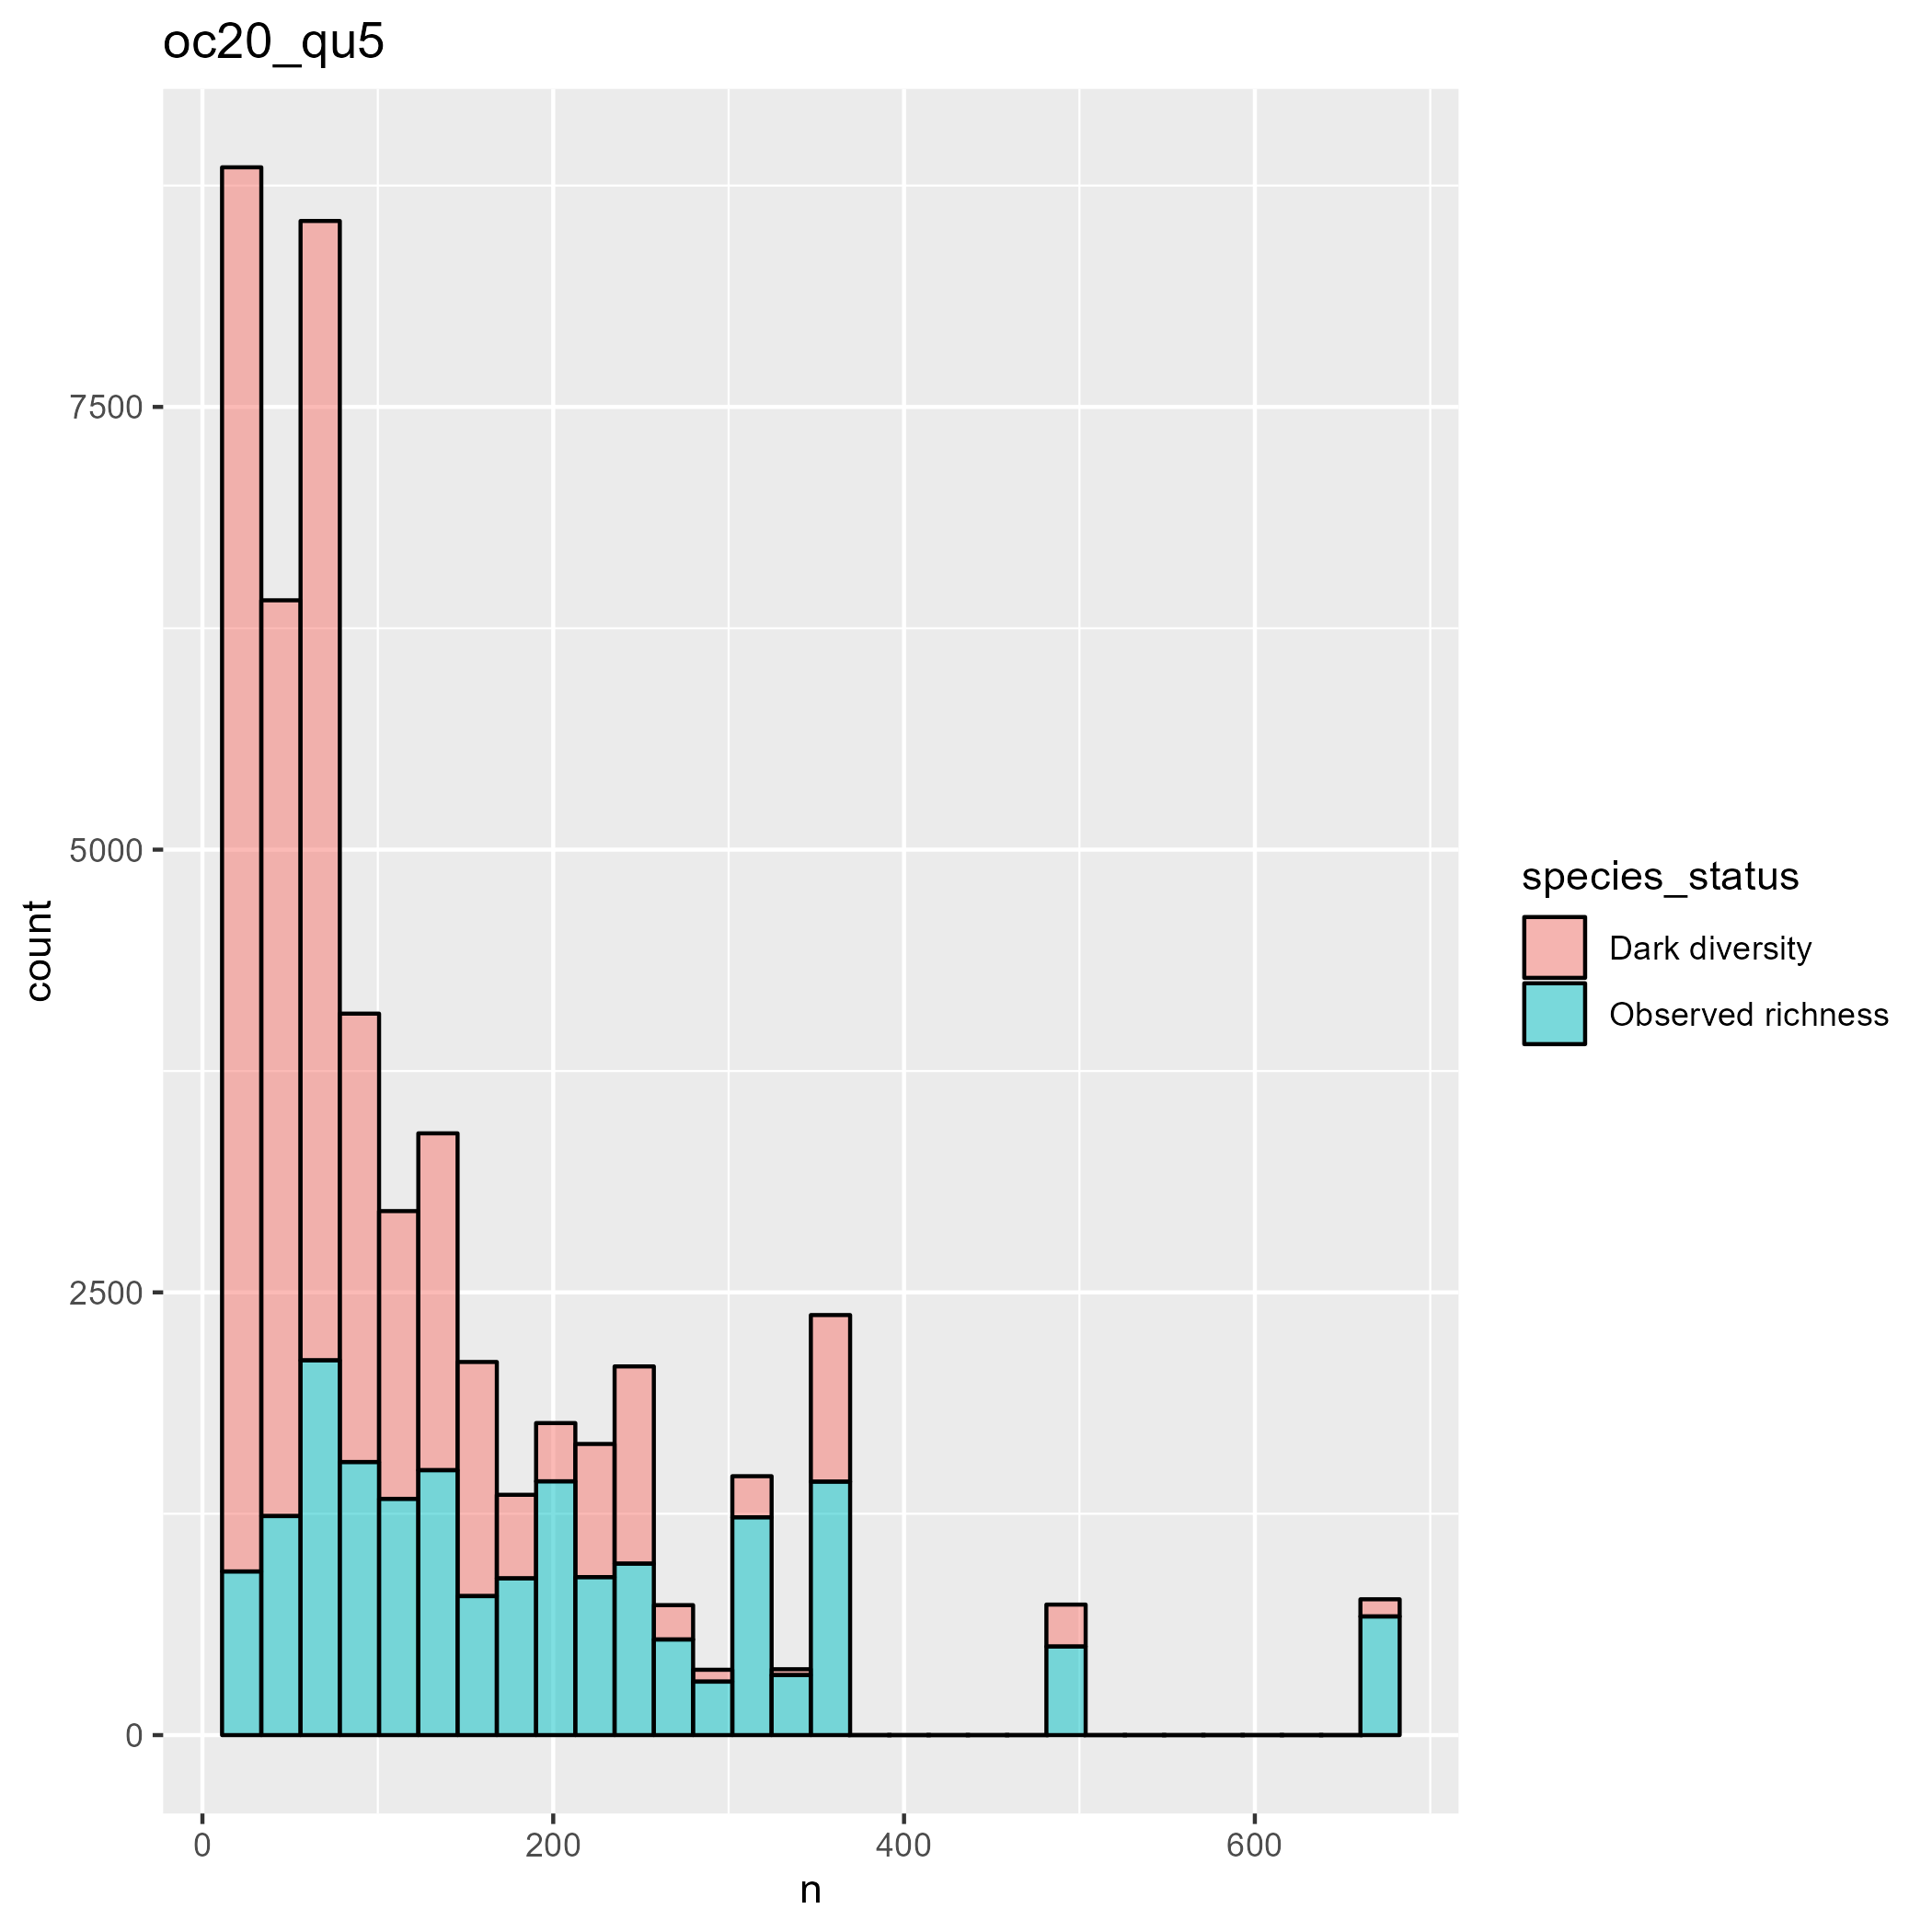 oc20_qu5
7500
5000
2500
0
count
0 200 400 600
n
species_status
Dark diversity
Observed richness